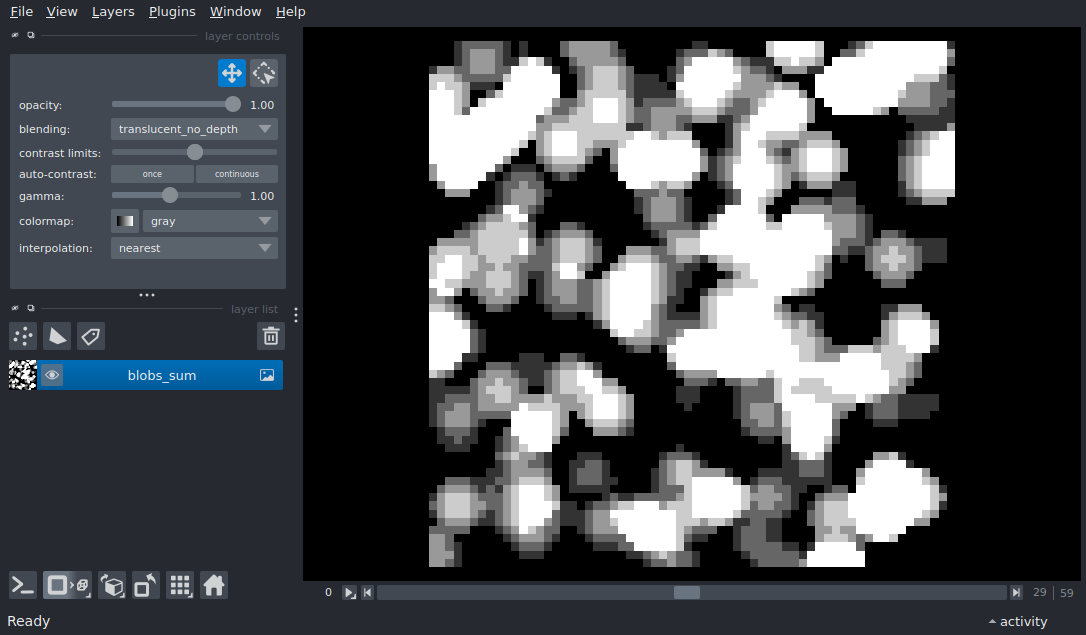 File View Layers Plugins Window Help
layer controls
opacity: 1.00
blending: translucent_no_depth
contrast limits:
auto-contrast: once continuous
gamma: 1.00
colormap: gray
interpolation: nearest
layer list
blobs_sum
0 29 59
Ready activity